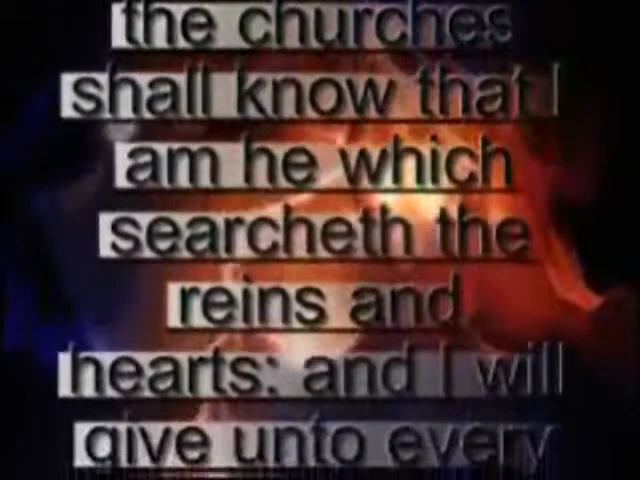 the churches
shall know that I
am he which
searcheth the
reins and
hearts: and I will
give unto every